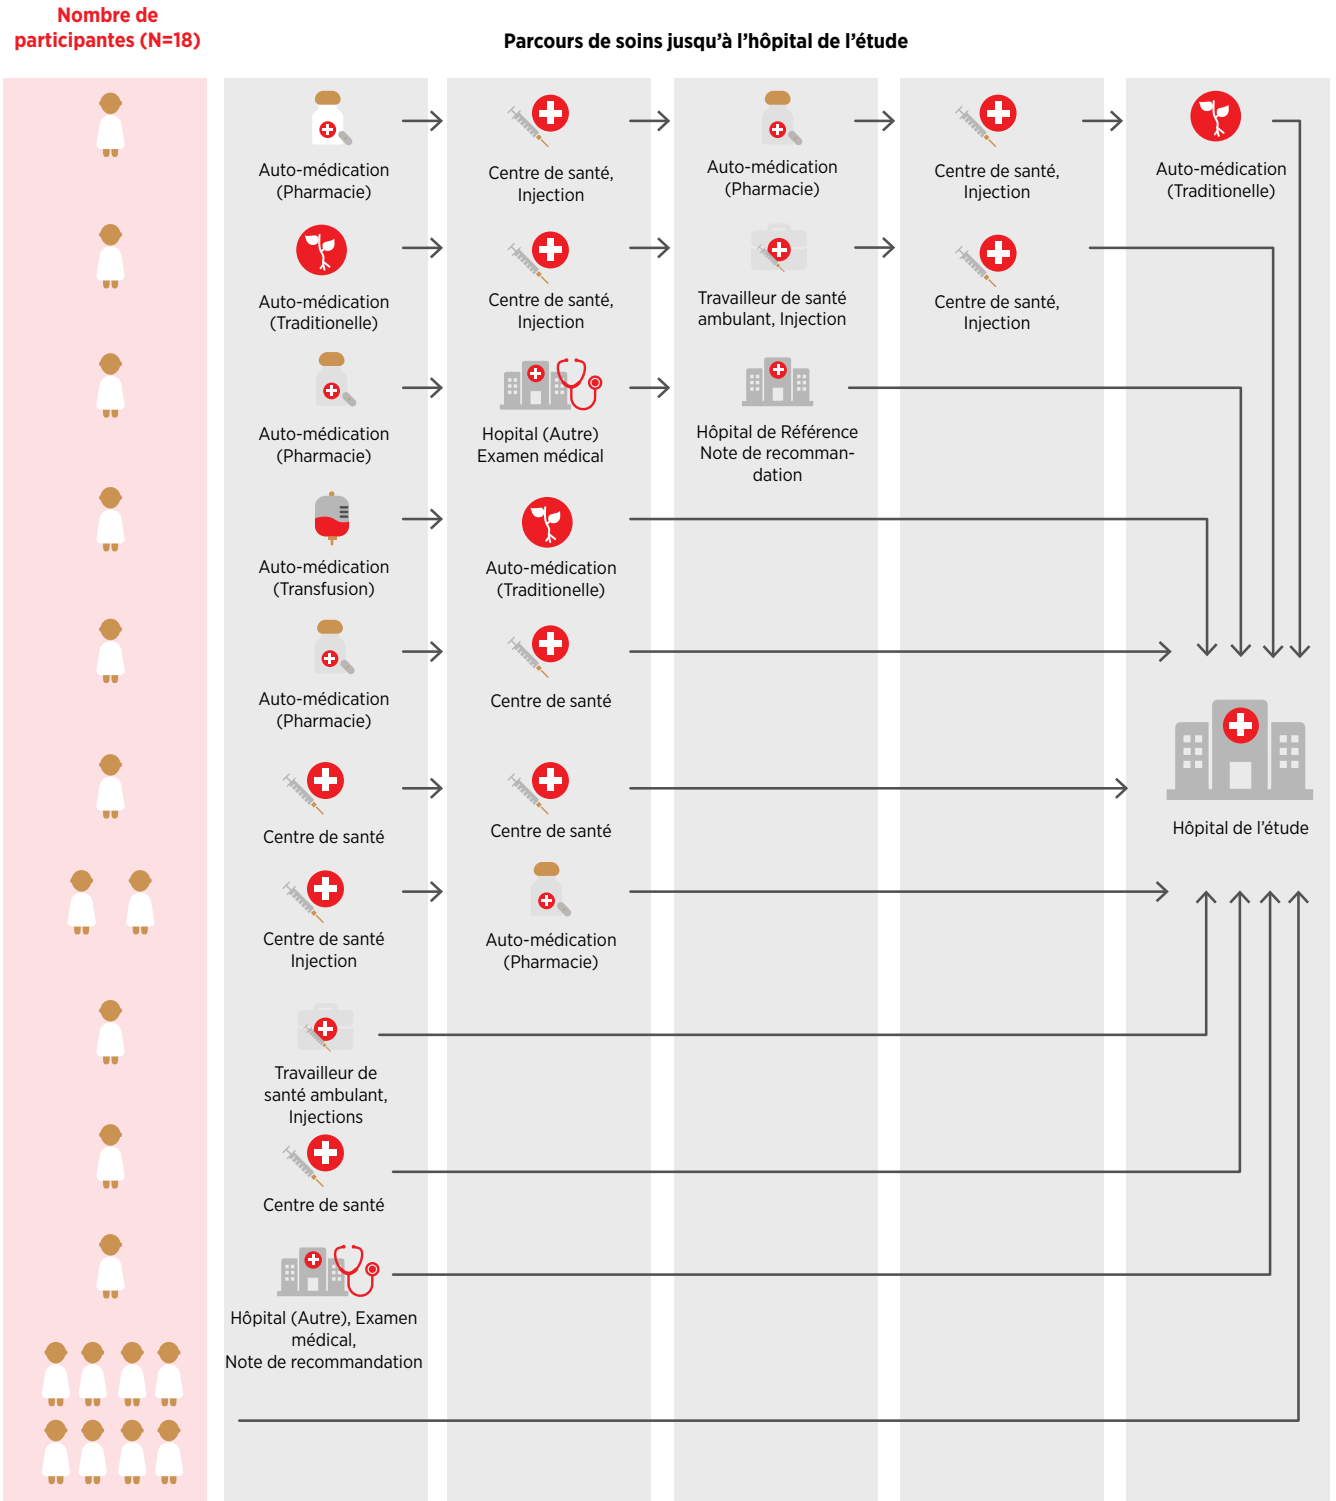 Nombre de
participantes (N=18)
Parcours de soins jusqu'à l'hôpital de l'étude
Auto-médication
(Pharmacie)
Centre de santé,
Injection
Auto-médication
(Pharmacie)
Centre de santé,
Injection
Auto-médication
(Traditionelle)
Auto-médication
(Traditionelle)
Centre de santé,
Injection
Travailleur de santé
ambulant, Injection
Centre de santé,
Injection
Auto-médication
(Pharmacie)
Hopital (Autre)
Examen médical
Hôpital de Référence
Note de recomman-
dation
Auto-médication
(Transfusion)
Auto-médication
(Traditionelle)
Auto-médication
(Pharmacie)
Centre de santé
Centre de santé
Centre de santé
Hôpital de l'étude
Centre de santé
Injection
Auto-médication
(Pharmacie)
Travailleur de
santé ambulant,
Injections
Centre de santé
Hôpital (Autre), Examen
médical,
Note de recommandation